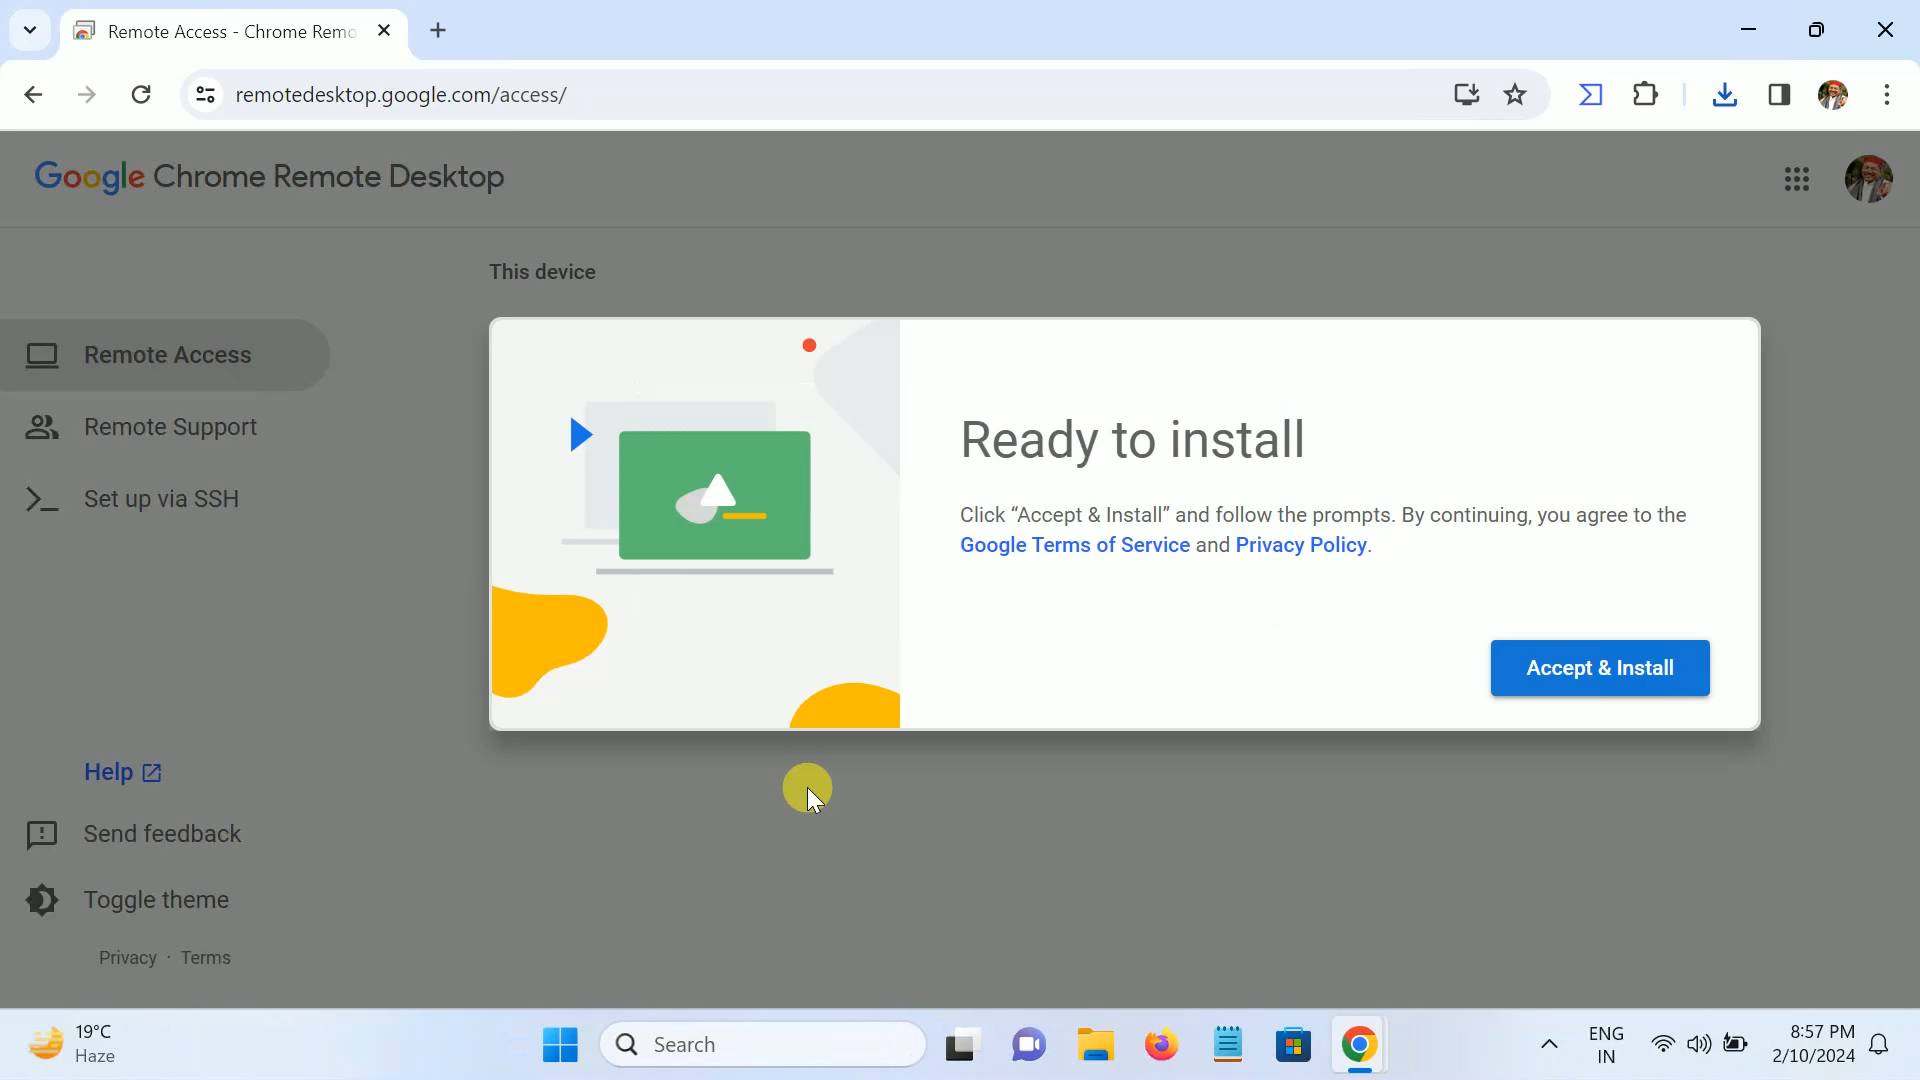 Remote Access - Chrome Remo
remotedesktop.google.com/access/
Google Chrome Remote Desktop
This device
Remote Access
Remote Support
Set up via SSH
Ready to install
Click “Accept & Install” and follow the prompts. By continuing, you agree to the
Google Terms of Service and Privacy Policy.
Accept & Install
Help
Send feedback
Toggle theme
Privacy · Terms
19°C
Haze
Search
ENG
IN
8:57 PM
2/10/2024